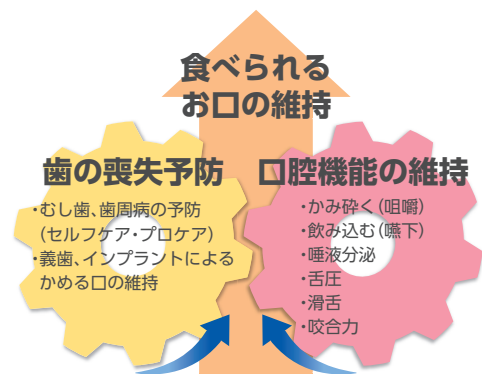 食べられる
お口の維持
歯の喪失予防
・むし歯、歯周病の予防
(セルフケア・プロケア)
・義歯、インプラントによる
かめる口の維持
口腔機能の維持
・かみ砕く(咀嚼)
・飲み込む(嚥下)
・唾液分泌
・舌圧
・滑舌
・咬合力